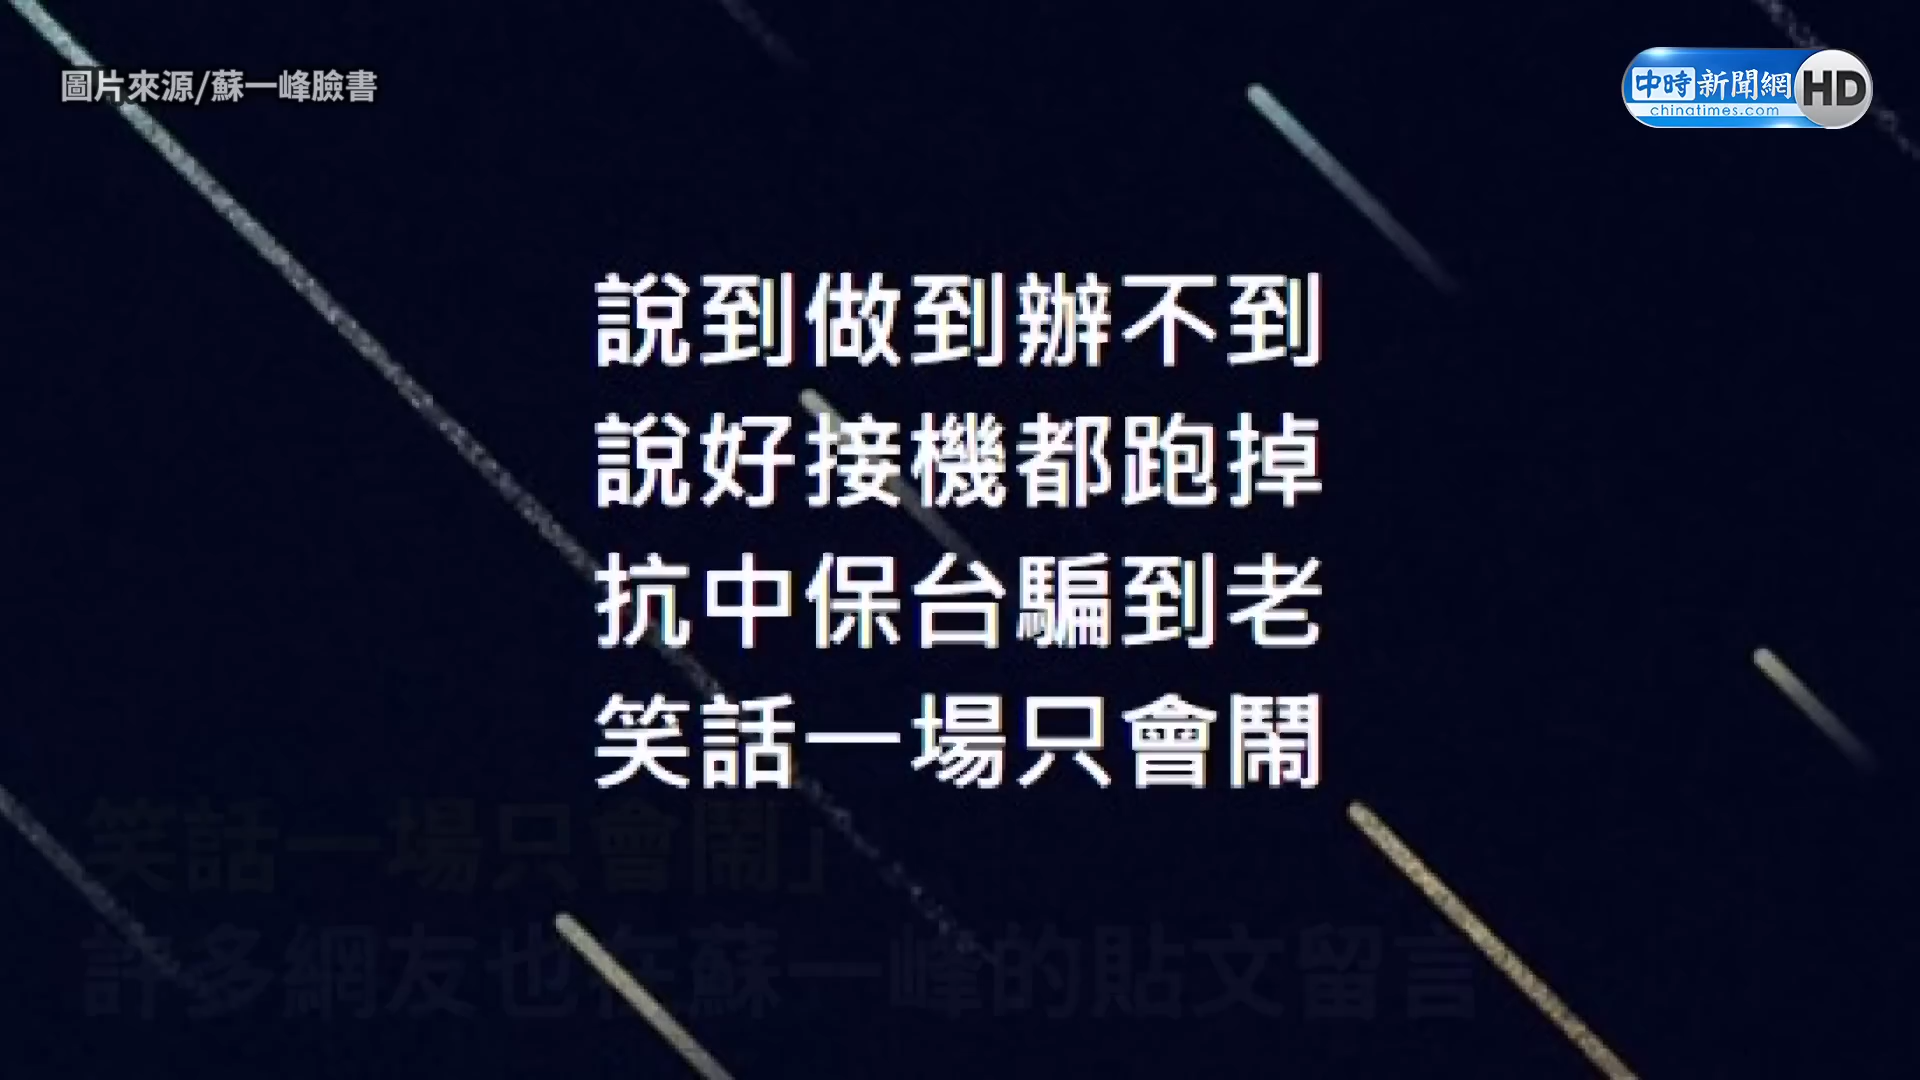 圖片來源/蘇一峰臉書
中時新聞網HD
chinatimes.com
說到做到辦不到
說好接機都跑掉
抗中保台騙到老
笑話一場只會鬧
笑話一場只會鬧」
許多網友也在蘇一峰的貼文留言